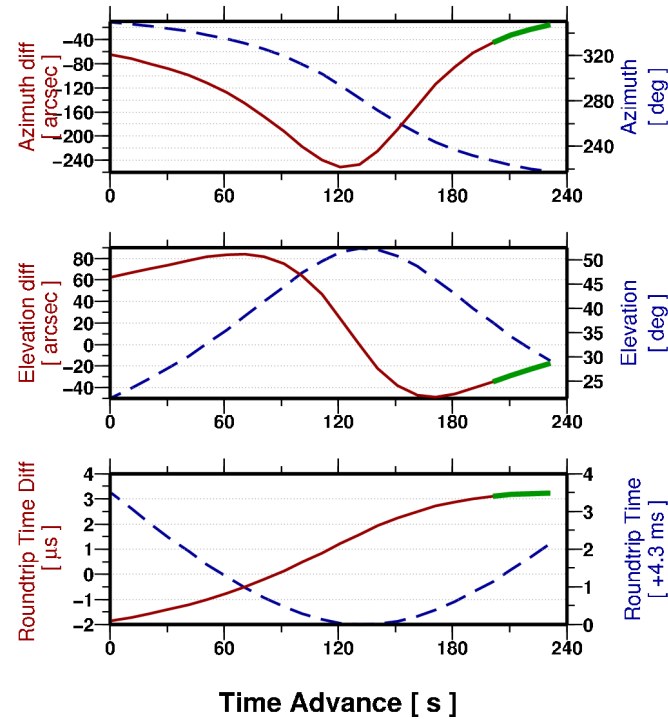 Azimuth diff
[ arcsec]
-40
-80
-120
-160
-200
-240
320
280
240
Azimuth
[ deg]
0 60 120 180 240
Elevation diff
[ arcsec]
80
60
40
20
0
-20
-40
50
45
40
35
30
25
Elevation
[ deg]
0 60 120 180 240
Roundtrip Time Diff
[ µs]
4
3
2
1
0
-1
-2
4
3
2
1
0
Roundtrip Time
[ +4.3 ms]
0 60 120 180 240
Time Advance [ s]